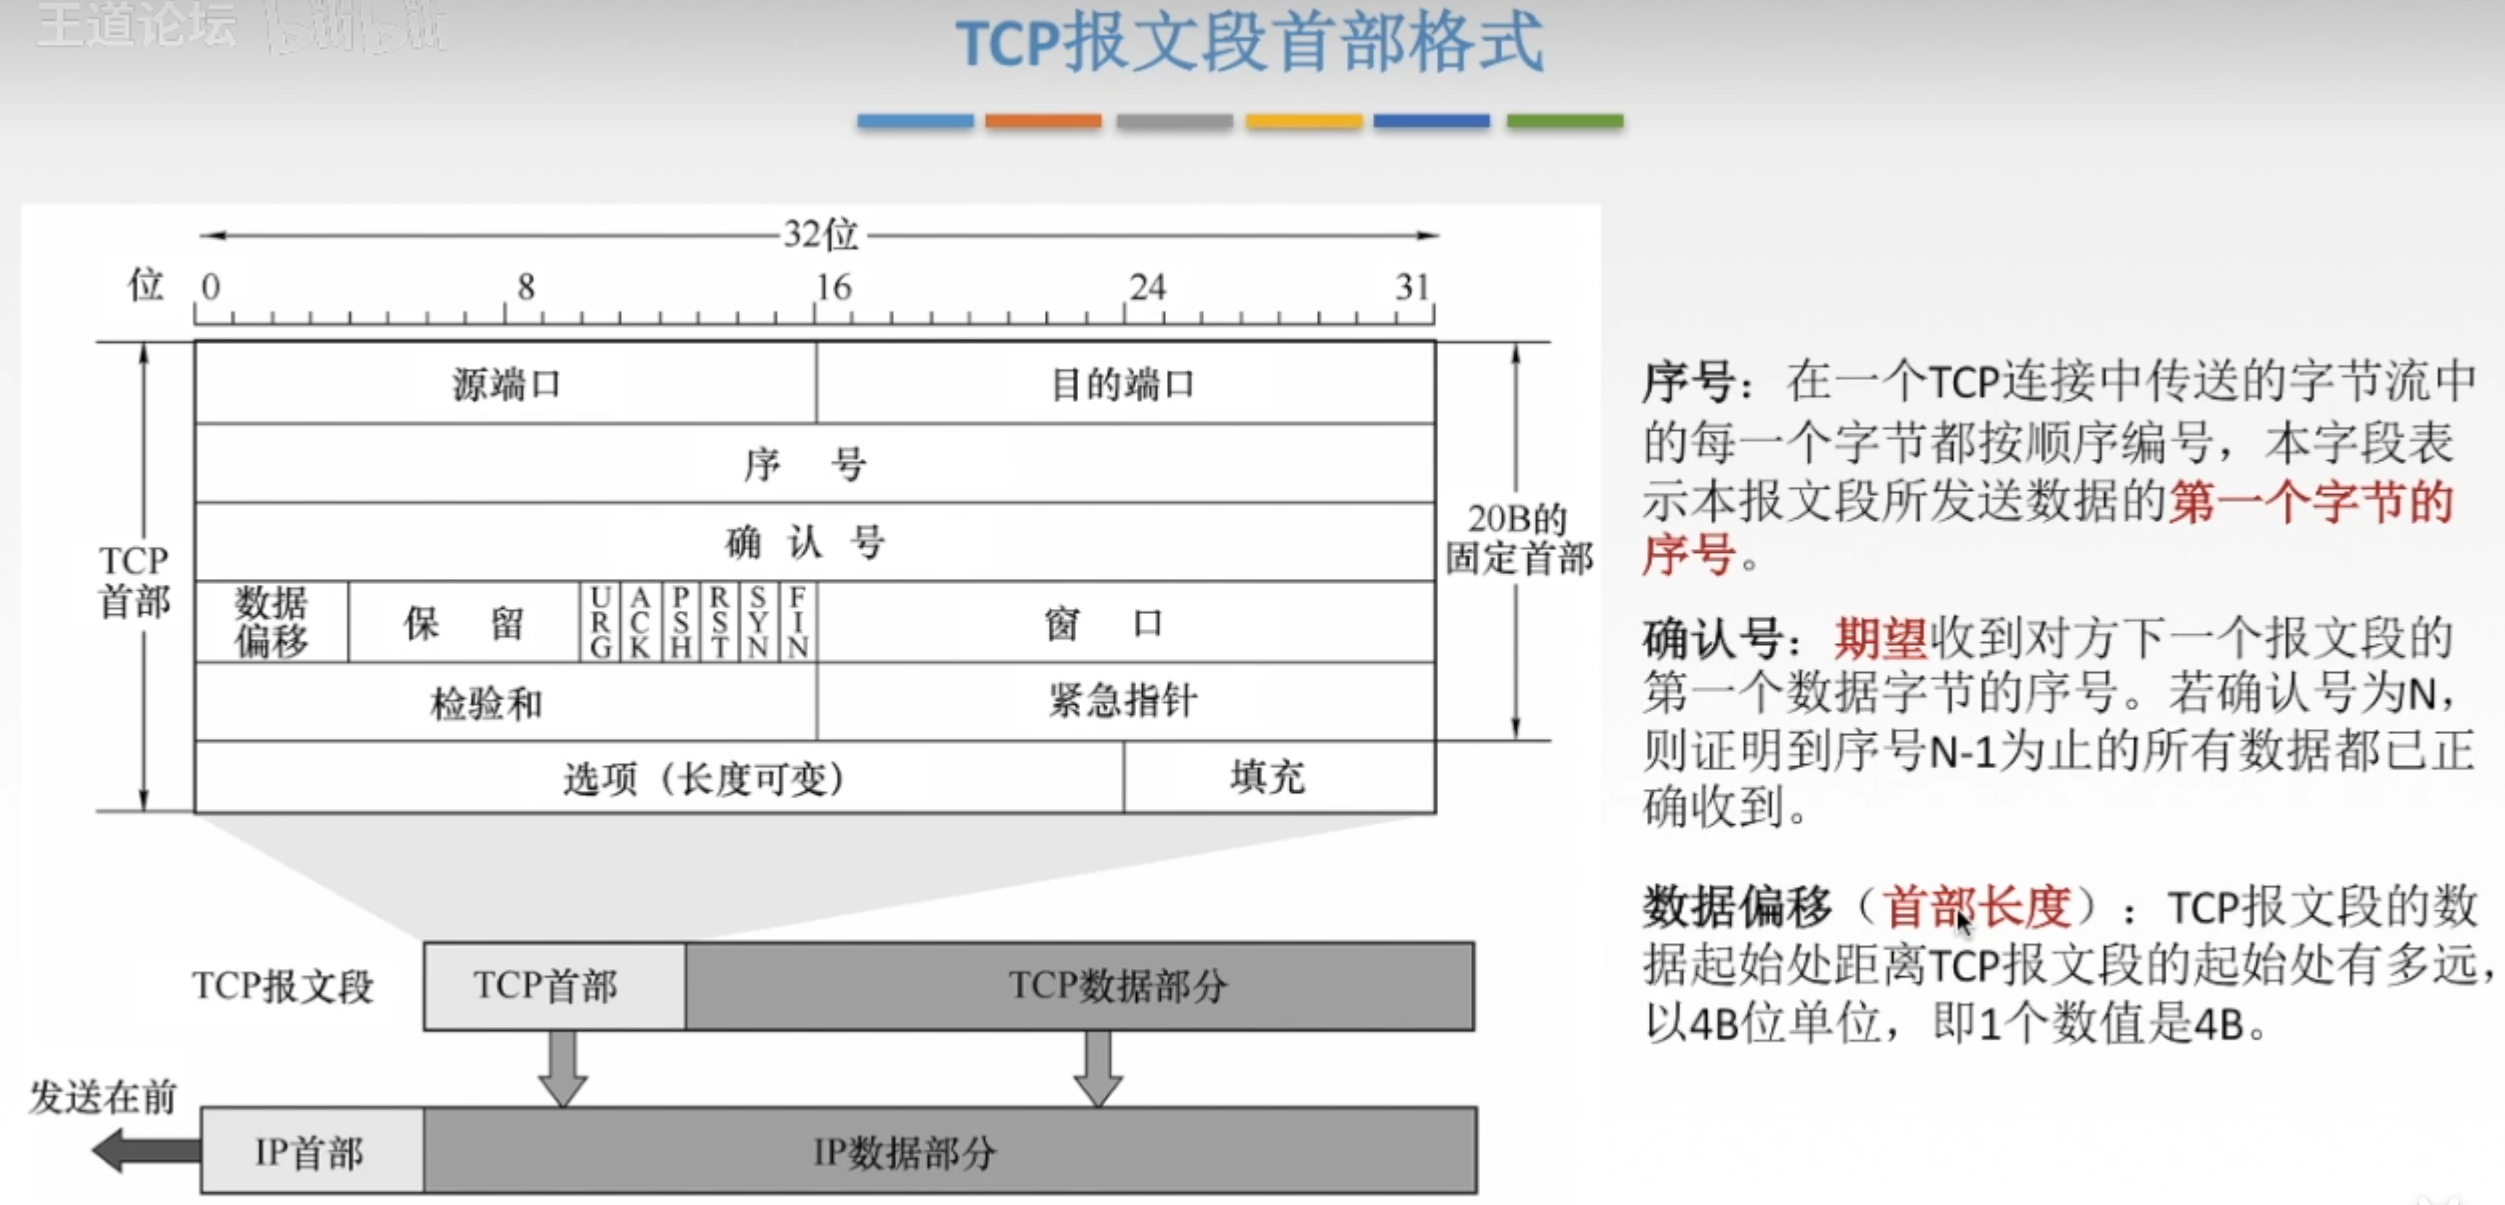 王道论坛 bilibili
TCP报文段首部格式
32位
位 0 8 16 24 31
源端口 目的端口
序 号
确 认 号
数据
偏移
保 留
URG ACK PSH RST SYN FIN
窗 口
检验和 紧急指针
选项（长度可变） 填充
TCP
首部
20B的
固定首部
TCP报文段 TCP首部 TCP数据部分
发送在前
IP首部 IP数据部分
序号：在一个TCP连接中传送的字节流中
的每一个字节都按顺序编号，本字段表
示本报文段所发送数据的第一个字节的
序号。
确认号：期望收到对方下一个报文段的
第一个数据字节的序号。若确认号为N，
则证明到序号N-1为止的所有数据都已正
确收到。
数据偏移（首部长度）：TCP报文段的数
据起始处距离TCP报文段的起始处有多远，
以4B位单位，即1个数值是4B。